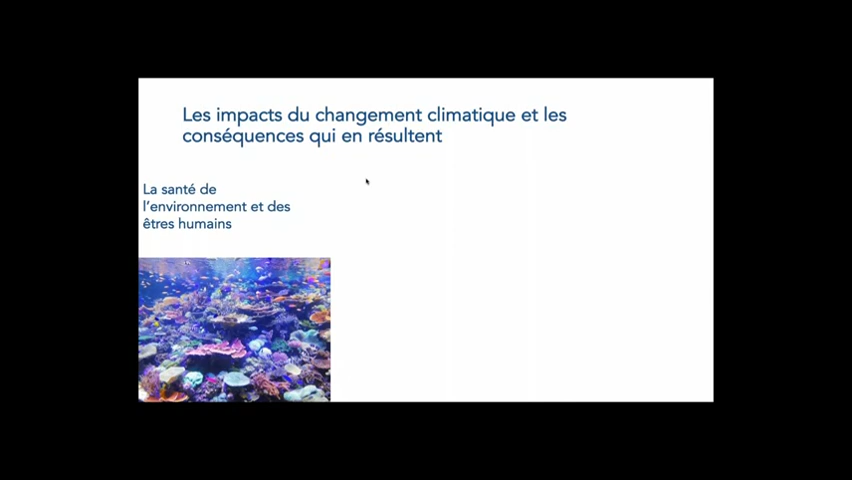 Les impacts du changement climatique et les
conséquences qui en résultent
La santé de
l’environnement et des
êtres humains